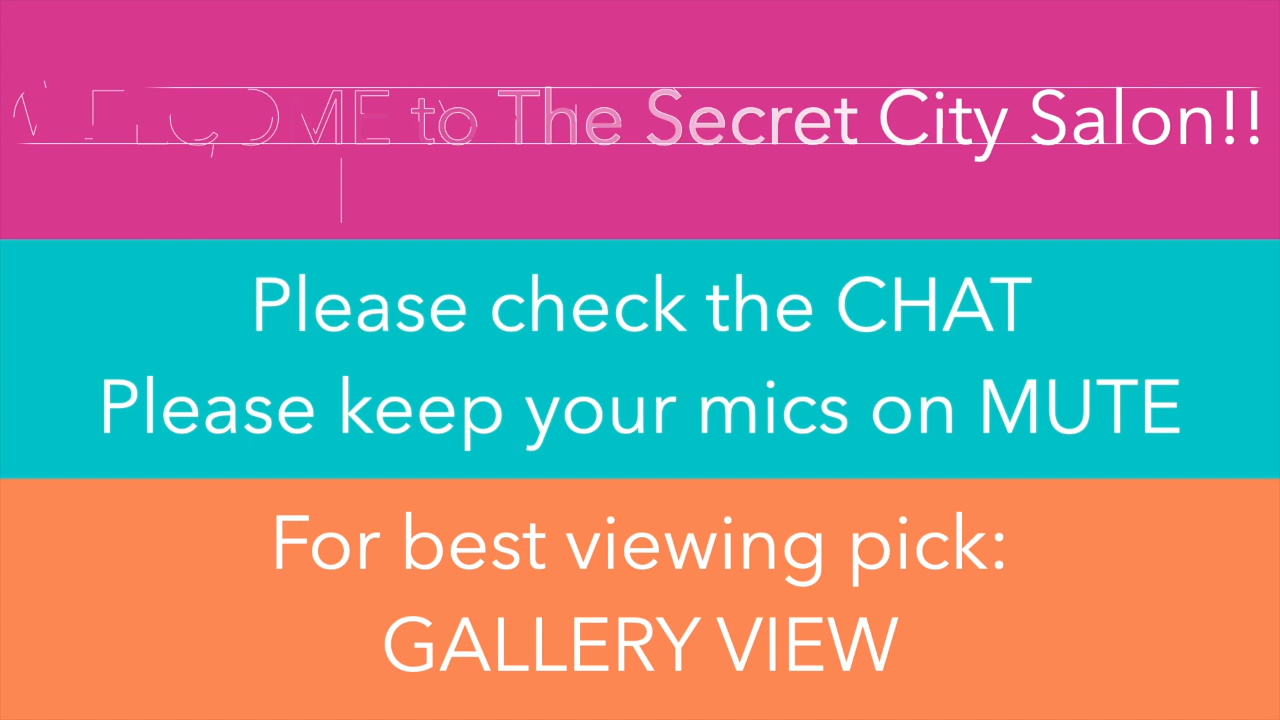 WELCOME to The Secret City Salon!!
Please check the CHAT
Please keep your mics on MUTE
For best viewing pick:
GALLERY VIEW